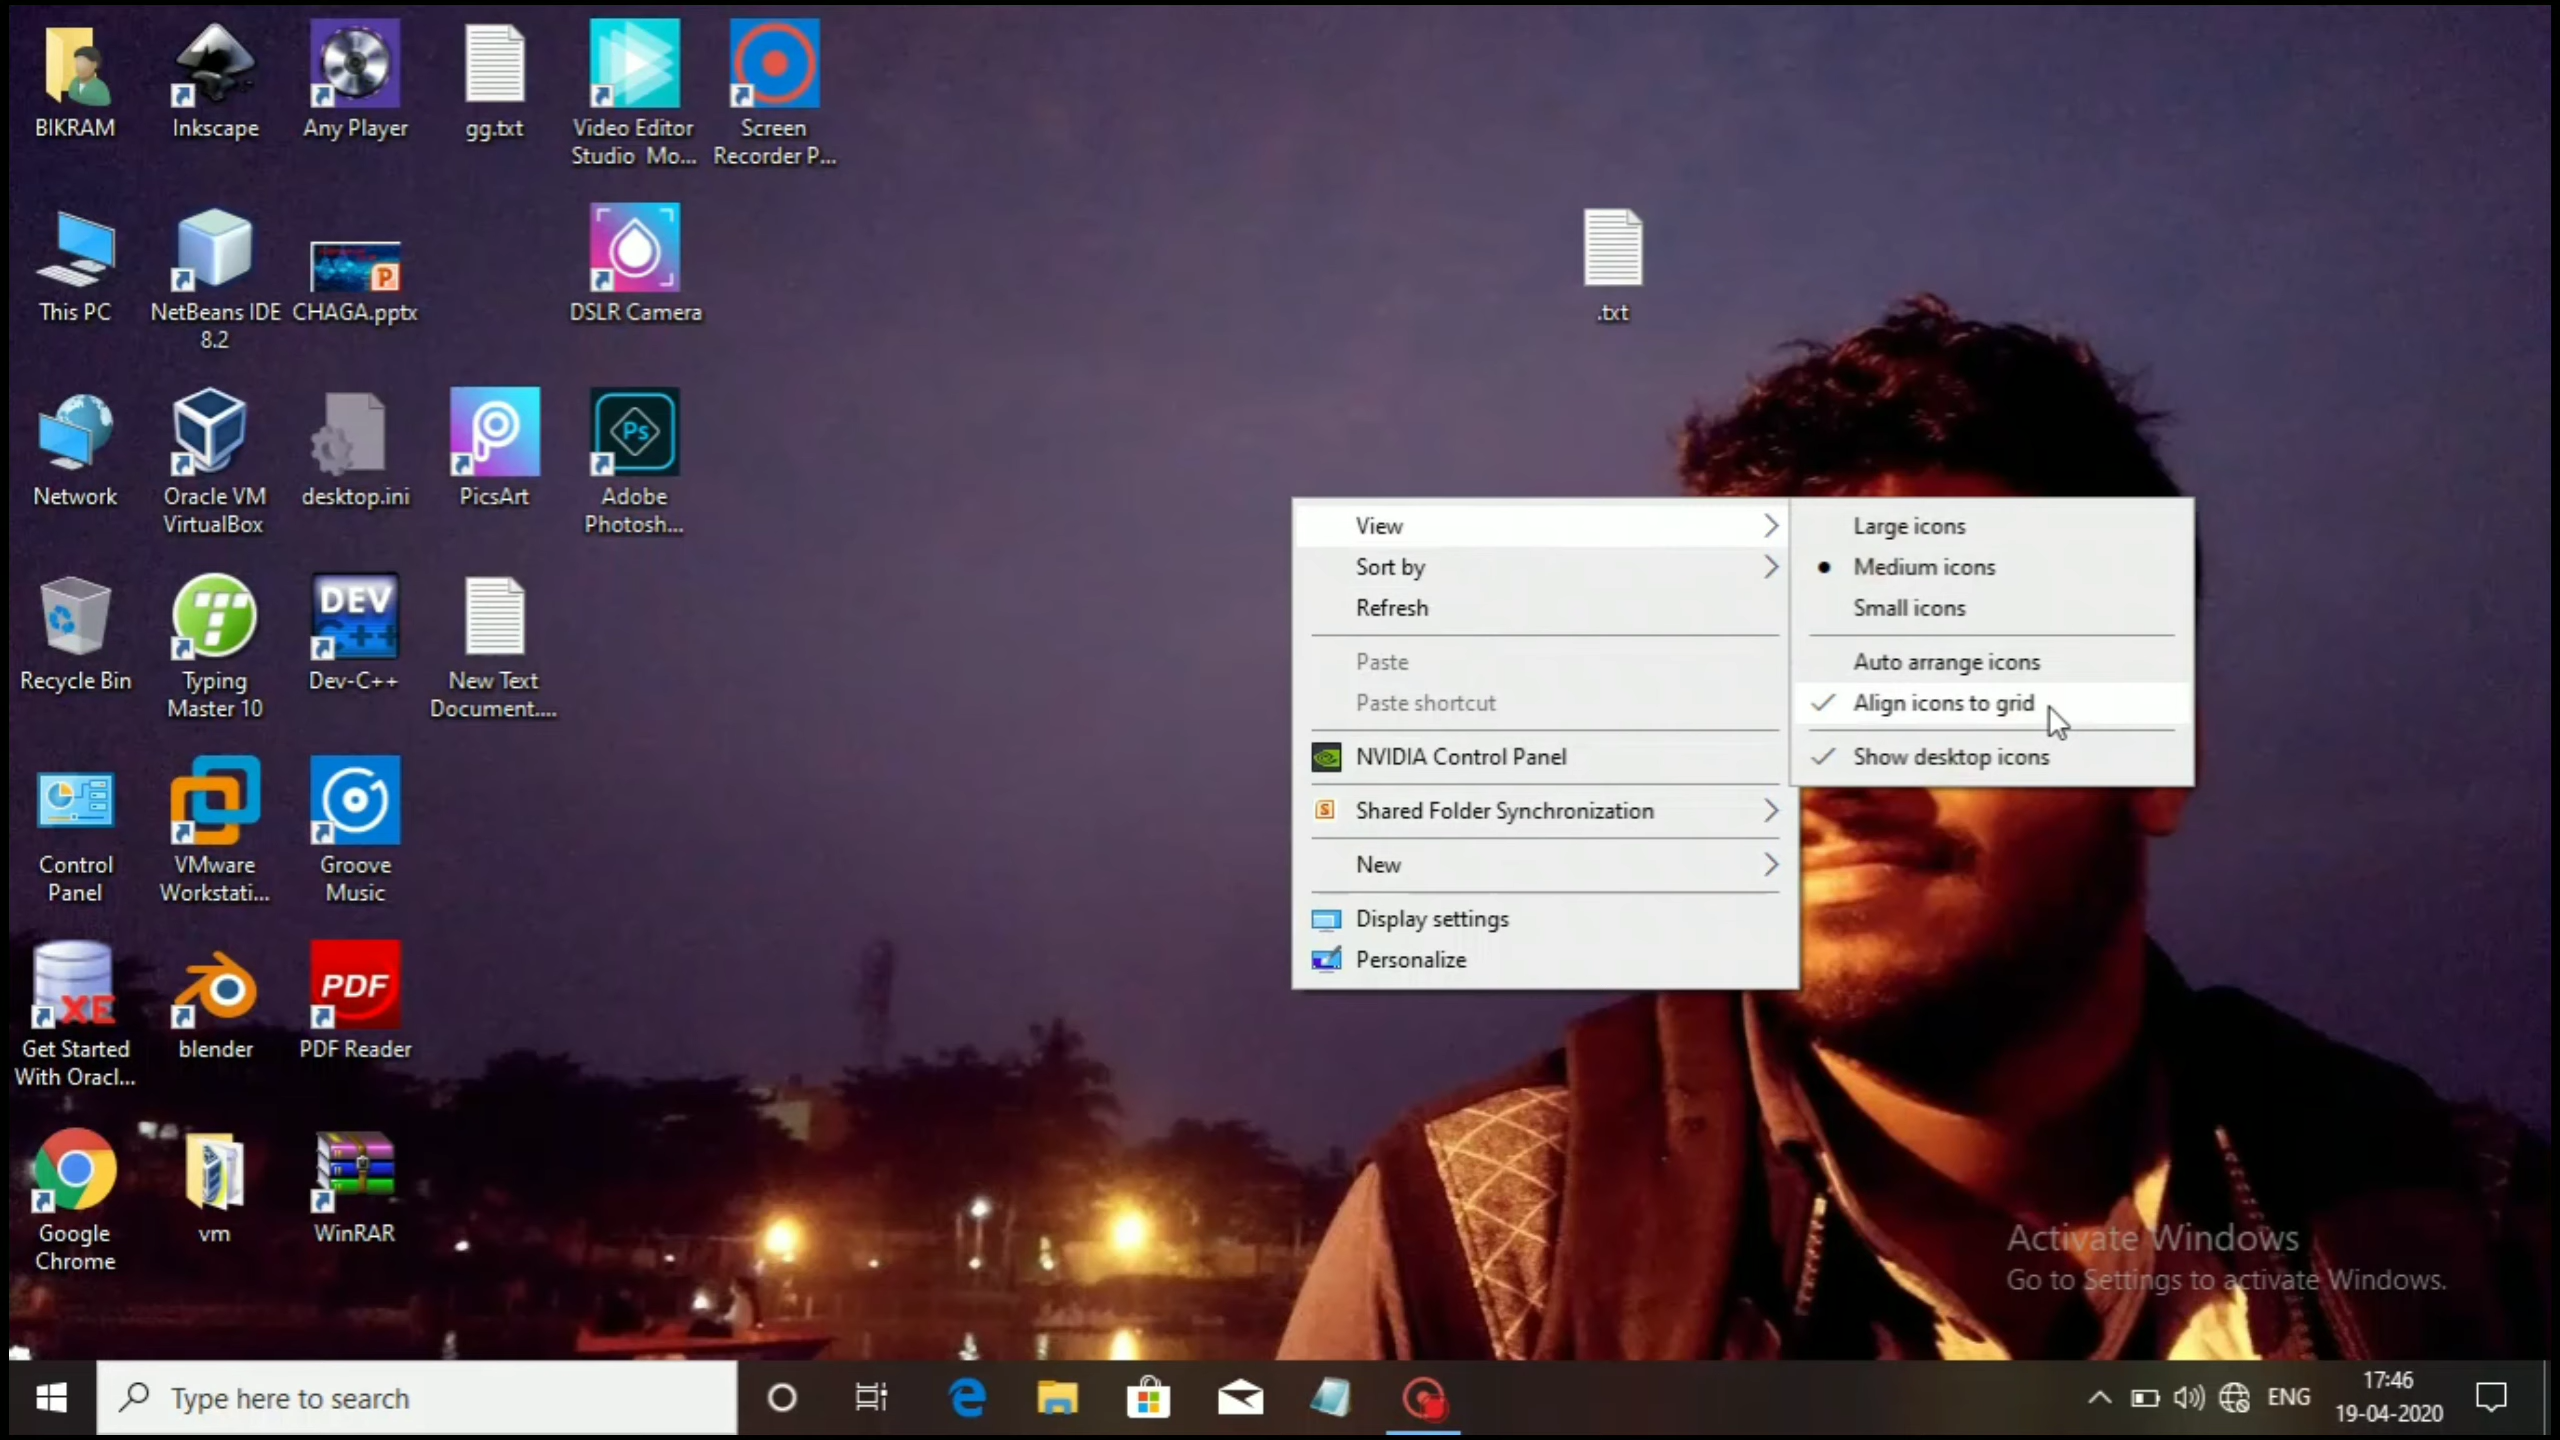 BIKRAM
Inkscape
Any Player
gg.txt
Video Editor
Studio Mo...
Screen
Recorder P...
This PC
NetBeans IDE
8.2
CHAGA.pptx
DSLR Camera
.txt
Network
Oracle VM
VirtualBox
desktop.ini
PicsArt
Ps
Adobe
Photosh...
Recycle Bin
Typing
Master 10
DEV
C++
Dev-C++
New Text
Document....
Control
Panel
VMware
Workstati...
Groove
Music
XE
Get Started
With Oracl...
blender
PDF
PDF Reader
Google
Chrome
vm
WinRAR
View
Sort by
Refresh
Paste
Paste shortcut
NVIDIA Control Panel
Shared Folder Synchronization
New
Display settings
Personalize
Large icons
Medium icons
Small icons
Auto arrange icons
Align icons to grid
Show desktop icons
Activate Windows
Go to Settings to activate Windows.
Type here to search
ENG
17:46
19-04-2020